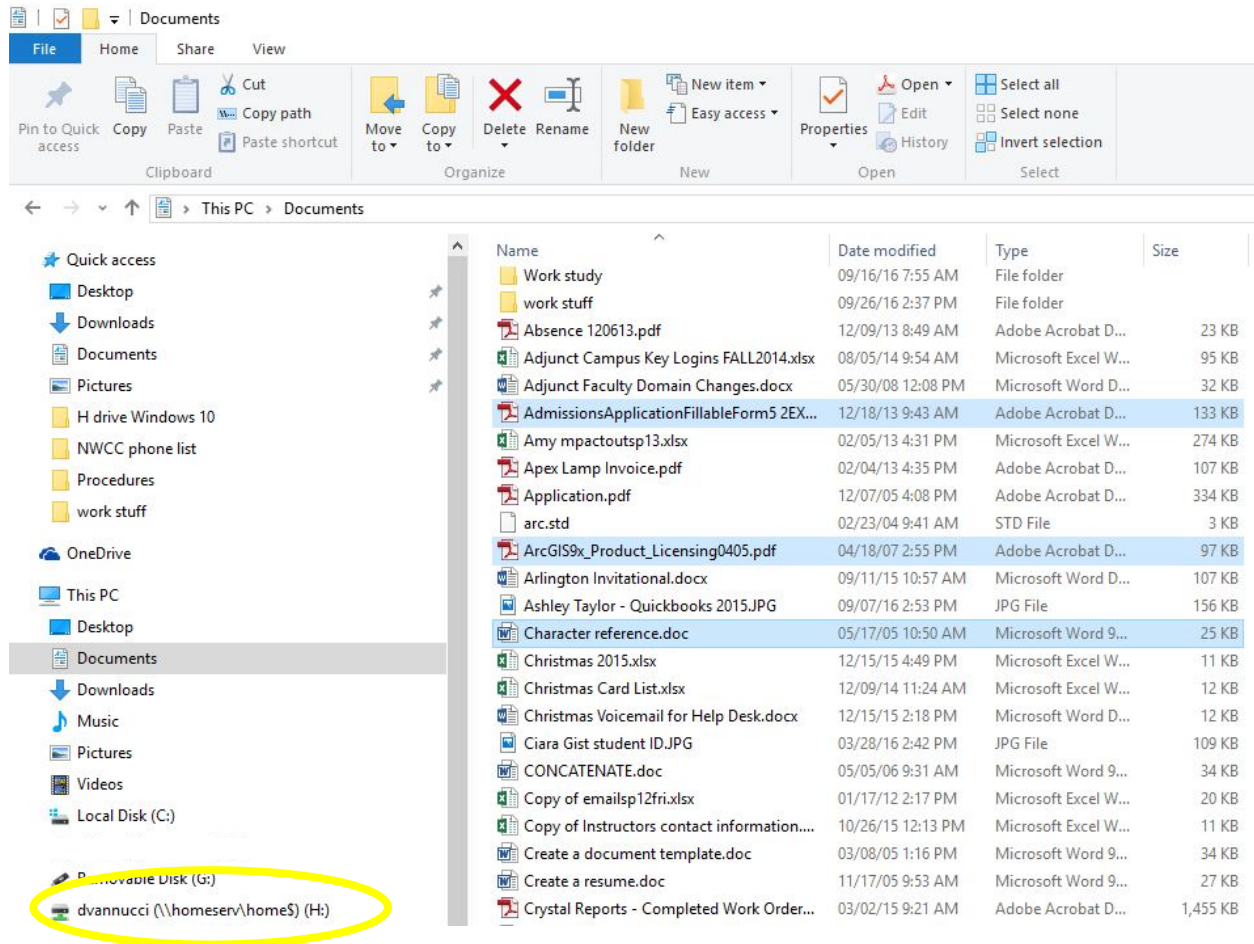 Documents
File Home Share View
Pin to Quick access
Copy
Paste
Cut
Copy path
Paste shortcut
Clipboard
Move to
Copy to
Delete
Rename
Organize
New folder
New item
Easy access
New
Properties
Open
Edit
History
Open
Select all
Select none
Invert selection
Select
This PC > Documents
Quick access
Desktop
Downloads
Documents
Pictures
H drive Windows 10
NWCC phone list
Procedures
work stuff
OneDrive
This PC
Desktop
Documents
Downloads
Music
Pictures
Videos
Local Disk (C:)
Removable Disk (G:)
dvannucci (\\homeserv\home$) (H:)
Name Date modified Type Size
Work study 09/16/16 7:55 AM File folder
work stuff 09/26/16 2:37 PM File folder
Absence 120613.pdf 12/09/13 8:49 AM Adobe Acrobat D... 23 KB
Adjunct Campus Key Logins FALL2014.xlsx 08/05/14 9:54 AM Microsoft Excel W... 95 KB
Adjunct Faculty Domain Changes.docx 05/30/08 12:08 PM Microsoft Word D... 32 KB
AdmissionsApplicationFillableForm5 2EX... 12/18/13 9:43 AM Adobe Acrobat D... 133 KB
Amy mpactoutsp13.xlsx 02/05/13 4:31 PM Microsoft Excel W... 274 KB
Apex Lamp Invoice.pdf 02/04/13 4:35 PM Adobe Acrobat D... 107 KB
Application.pdf 12/07/05 4:08 PM Adobe Acrobat D... 334 KB
arc.std 02/23/04 9:41 AM STD File 3 KB
ArcGIS9x_Product_Licensing0405.pdf 04/18/07 2:55 PM Adobe Acrobat D... 97 KB
Arlington Invitational.docx 09/11/15 10:57 AM Microsoft Word D... 107 KB
Ashley Taylor - Quickbooks 2015.JPG 09/07/16 2:53 PM JPG File 156 KB
Character reference.doc 05/17/05 10:50 AM Microsoft Word 9... 25 KB
Christmas 2015.xlsx 12/15/15 4:49 PM Microsoft Excel W... 11 KB
Christmas Card List.xlsx 12/09/14 11:24 AM Microsoft Excel W... 12 KB
Christmas Voicemail for Help Desk.docx 12/15/15 2:18 PM Microsoft Word D... 12 KB
Ciara Gist student ID.JPG 03/28/16 2:42 PM JPG File 109 KB
CONCATENATE.doc 05/05/06 9:31 AM Microsoft Word 9... 34 KB
Copy of emailsp12fri.xlsx 01/17/12 2:17 PM Microsoft Excel W... 20 KB
Copy of Instructors contact information.... 10/26/15 12:13 PM Microsoft Excel W... 11 KB
Create a document template.doc 03/08/05 1:16 PM Microsoft Word 9... 34 KB
Create a resume.doc 11/17/05 9:53 AM Microsoft Word 9... 27 KB
Crystal Reports - Completed Work Order... 03/02/15 9:21 AM Adobe Acrobat D... 1,455 KB